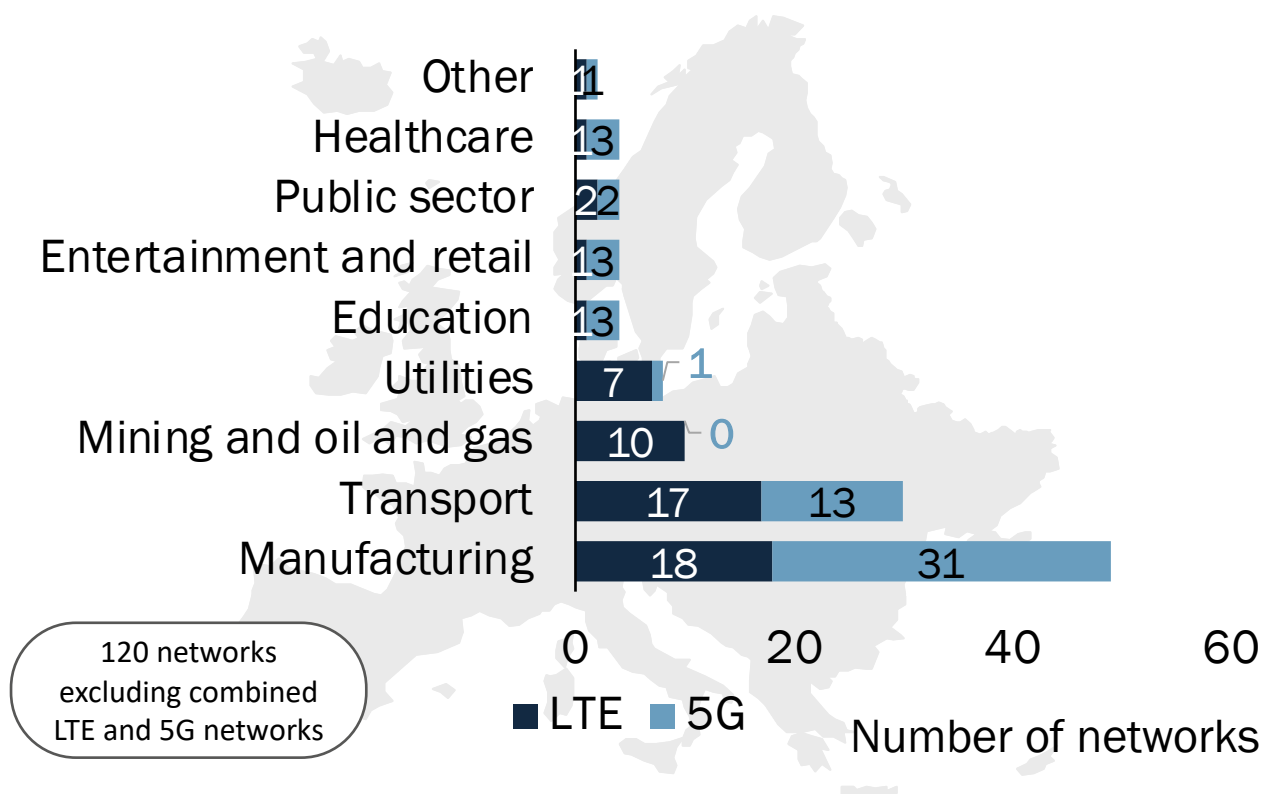 Other 1 1
Healthcare 1 3
Public sector 2 2
Entertainment and retail 1 3
Education 1 3
Utilities 7 1
Mining and oil and gas 10 0
Transport 17 13
Manufacturing 18 31
0 20 40 60
LTE 5G
Number of networks
120 networks
excluding combined
LTE and 5G networks